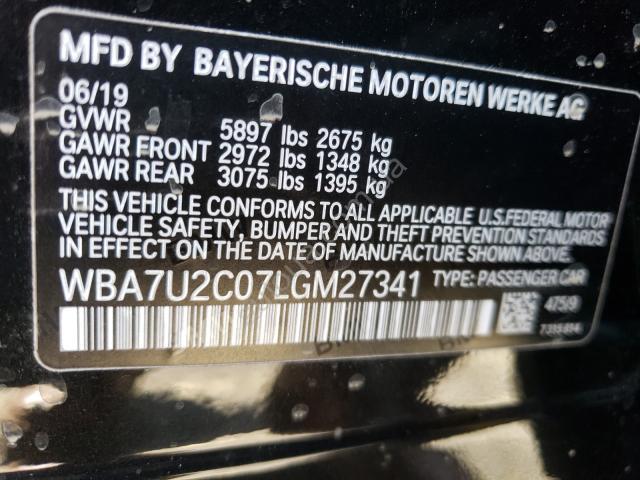 MFD BY BAYERISCHE MOTOREN WERKE AG
06/19
GVWR 5897 lbs 2675 kg
GAWR FRONT 2972 lbs 1348 kg
GAWR REAR 3075 lbs 1395 kg
THIS VEHICLE CONFORMS TO ALL APPLICABLE U.S.FEDERAL MOTOR
VEHICLE SAFETY, BUMPER AND THEFT PREVENTION STANDARDS
IN EFFECT ON THE DATE OF MANUFACTURE SHOWN ABOVE.
WBA7U2C07LGM27341 TYPE: PASSENGER CAR
4759